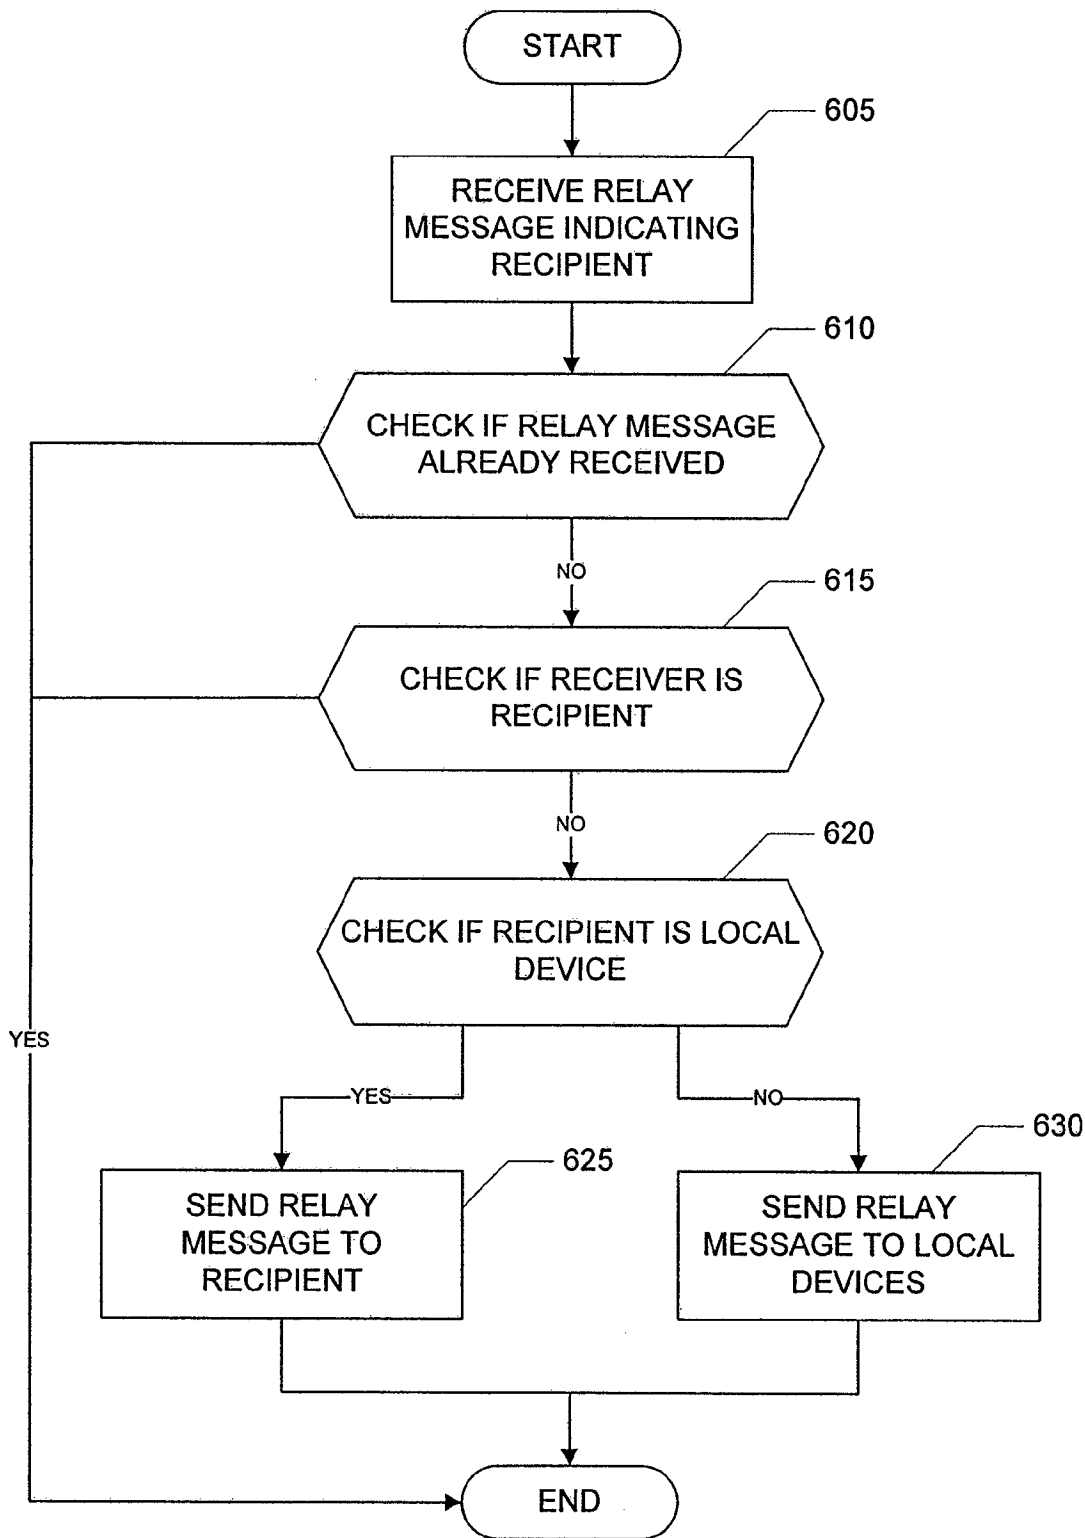 START
605
RECEIVE RELAY
MESSAGE INDICATING
RECIPIENT
610
CHECK IF RELAY MESSAGE
ALREADY RECEIVED
NO
615
CHECK IF RECEIVER IS
RECIPIENT
NO
620
CHECK IF RECIPIENT IS LOCAL
DEVICE
YES
YES
NO
625
630
SEND RELAY
MESSAGE TO
RECIPIENT
SEND RELAY
MESSAGE TO LOCAL
DEVICES
END